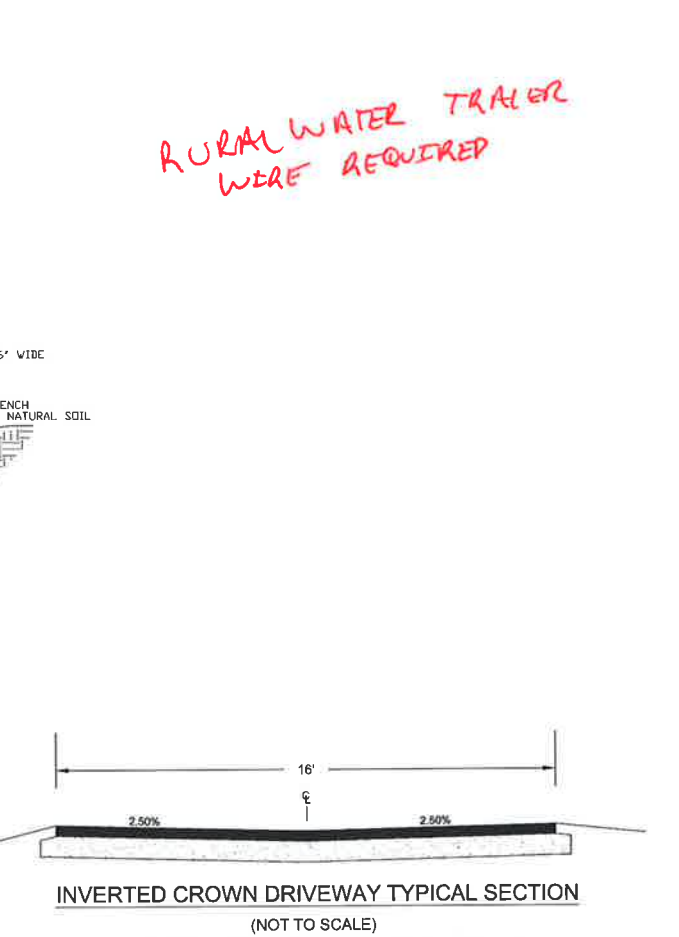 RURAL WATER TRACER
WIRE REQUIRED
5' WIDE
ENCH
NATURAL SOIL
16'
℄
2.50% 2.50%
INVERTED CROWN DRIVEWAY TYPICAL SECTION
(NOT TO SCALE)